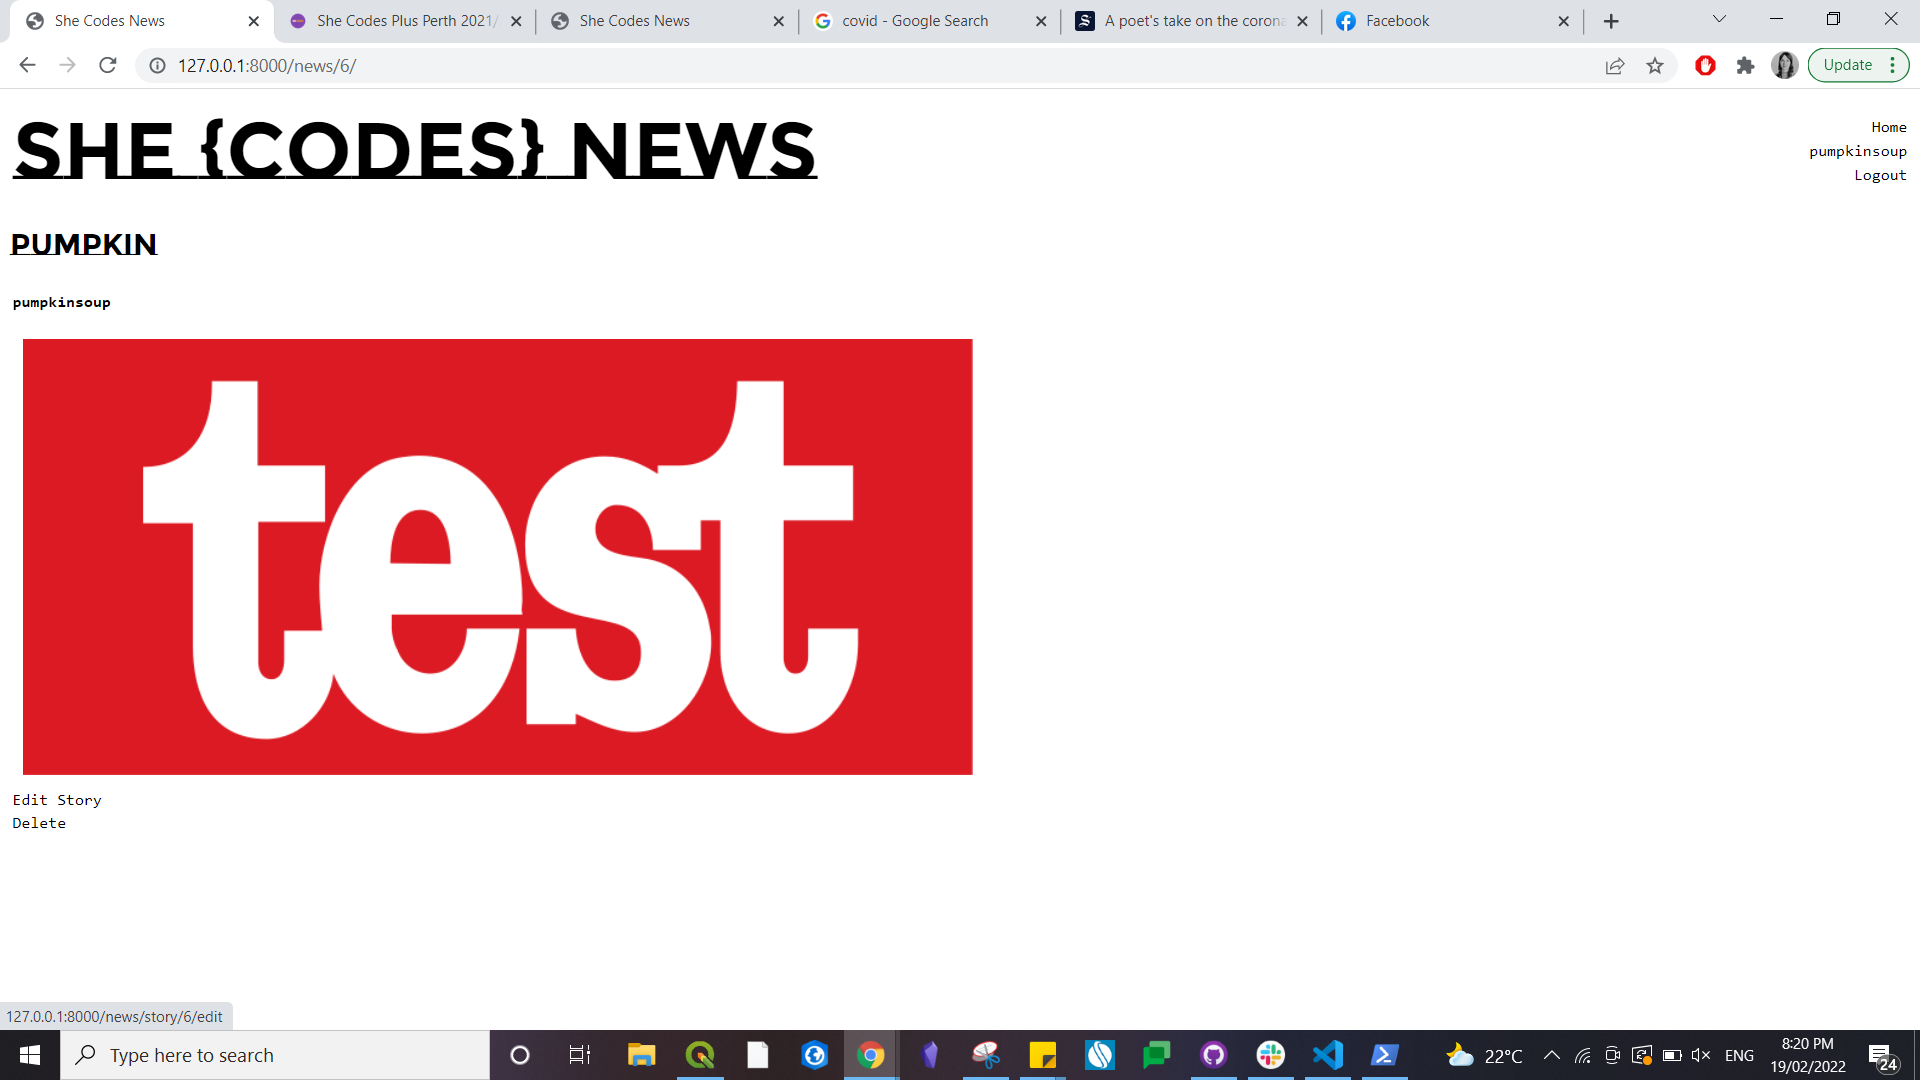 She Codes News
She Codes Plus Perth 2021/
She Codes News
covid - Google Search
A poet's take on the corona
Facebook
127.0.0.1:8000/news/6/
Update
SHE {CODES} NEWS
Home
pumpkinsoup
Logout
PUMPKIN
pumpkinsoup
test
Edit Story
Delete
127.0.0.1:8000/news/story/6/edit
Type here to search
22°C
ENG
8:20 PM
19/02/2022
24